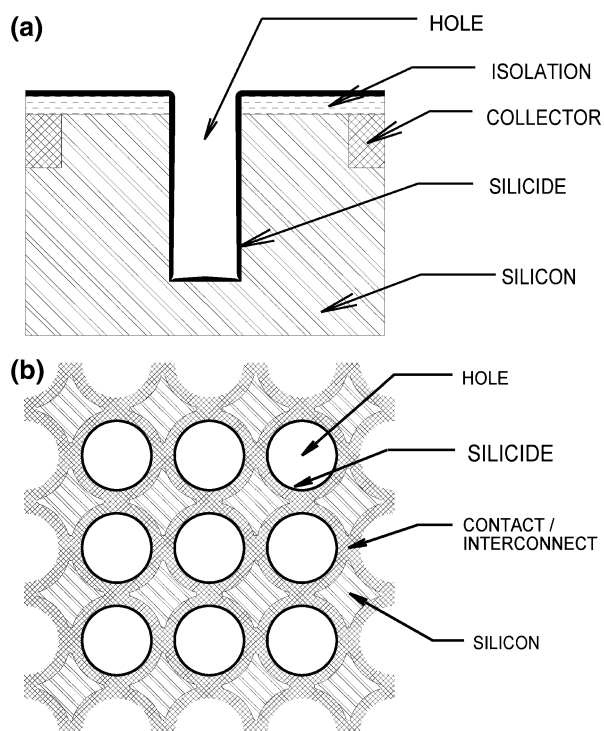 (a)
HOLE
ISOLATION
COLLECTOR
SILICIDE
SILICON
(b)
HOLE
SILICIDE
CONTACT /
INTERCONNECT
SILICON